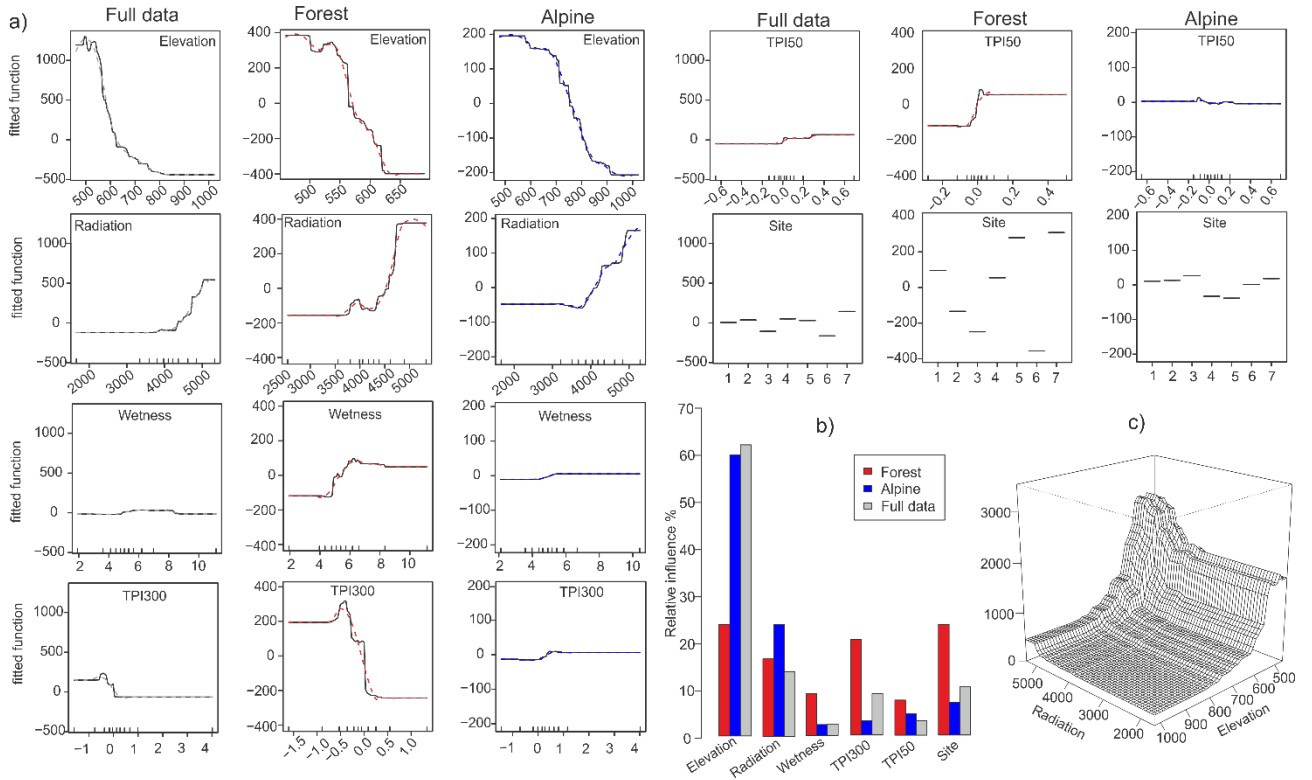 a)
Full data
Forest
Alpine
Full data
Forest
Alpine
fitted function
Elevation
1000
500
0
−500
500 600 700 800 900 1000
Elevation
400
200
0
−200
−400
500 550 600 650
Elevation
200
100
0
−100
−200
500 600 700 800 900 1000
TPI50
1000
500
0
−500
−0.6 −0.2 0.0 0.2 0.4 0.6
TPI50
400
200
0
−200
−400
0.0 0.2 0.4
TPI50
200
100
0
−100
−200
−0.6 −0.2 0.0 0.2 0.4 0.6
fitted function
Radiation
1000
500
0
−500
2000 3000 4000 5000
Radiation
400
200
0
−200
−400
2500 3000 3500 4000 4500 5000
Radiation
200
100
0
−100
−200
2000 3000 4000 5000
Site
1000
500
0
−500
1 2 3 4 5 6 7
Site
400
200
0
−200
−400
1 2 3 4 5 6 7
Site
200
100
0
−100
−200
1 2 3 4 5 6 7
fitted function
Wetness
1000
500
0
−500
2 4 6 8 10
Wetness
400
200
0
−200
−400
2 4 6 8 10
Wetness
200
100
0
−100
−200
2 4 6 8 10
fitted function
TPI300
1000
500
0
−500
−1 0 1 2 3 4
TPI300
400
200
0
−200
−400
−1.5 −1.0 −0.5 0.0 0.5 1.0
TPI300
200
100
0
−100
−200
−1 0 1 2 3 4
b)
Relative influence %
70
60
50
40
30
20
10
0
Forest
Alpine
Full data
Elevation Radiation Wetness TPI300 TPI50 Site
c)
3000
2000
1000
0
5000 4000 3000 2000
Radiation
1000 900 800 700 600 500
Elevation